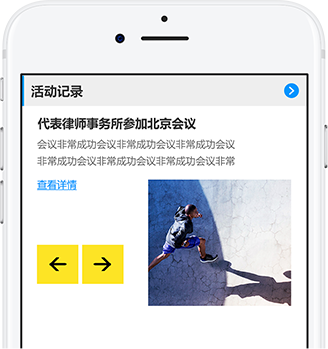 活动记录
代表律师事务所参加北京会议
会议非常成功会议非常成功会议非常成功会议
非常成功会议非常成功会议非常成功会议非常
查看详情